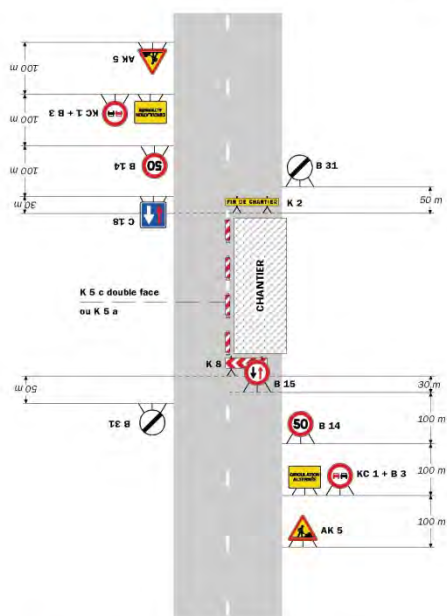 100 m
AK 5
100 m
KC 1 + B 3
CIRCULATION
ALTERNÉE
100 m
B 14
50
30 m
C 18
B 31
50 m
K 2
FIN DE CHANTIER
CHANTIER
K 5 c double face
ou K 5 a
K 8
B 15
30 m
50 m
B 31
50
B 14
100 m
CIRCULATION
ALTERNÉE
KC 1 + B 3
100 m
AK 5
100 m